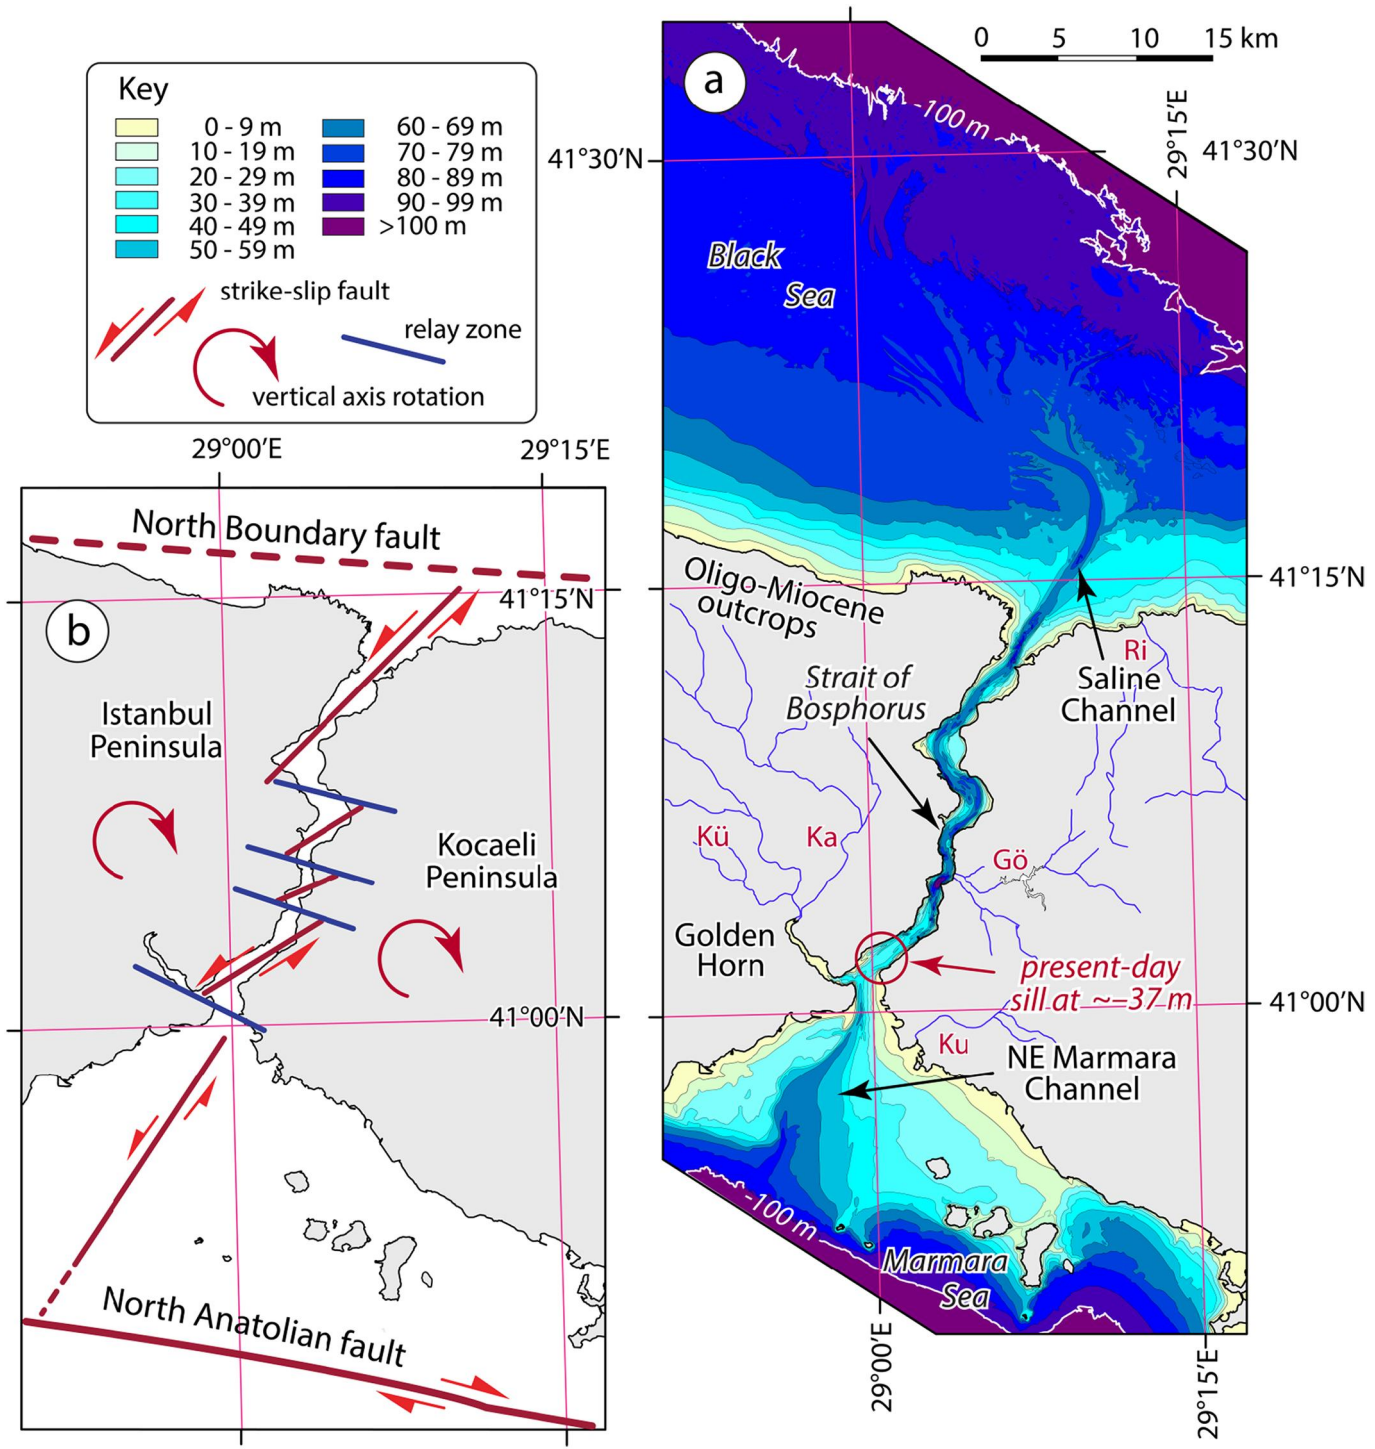 Key
0 - 9 m
10 - 19 m
20 - 29 m
30 - 39 m
40 - 49 m
50 - 59 m
60 - 69 m
70 - 79 m
80 - 89 m
90 - 99 m
>100 m
strike-slip fault
relay zone
vertical axis rotation
a
0 5 10 15 km
-100 m
29°15'E
41°30'N
41°30'N
Black
Sea
Oligo-Miocene
outcrops
41°15'N
Strait of
Bosphorus
Ri
Saline
Channel
Kü
Ka
Gö
Golden
Horn
present-day
sill at ~–37 m
41°00'N
Ku
NE Marmara
Channel
-100 m
Marmara
Sea
29°00'E
29°15'E
29°00'E
29°15'E
North Boundary fault
41°15'N
b
Istanbul
Peninsula
Kocaeli
Peninsula
41°00'N
North Anatolian fault